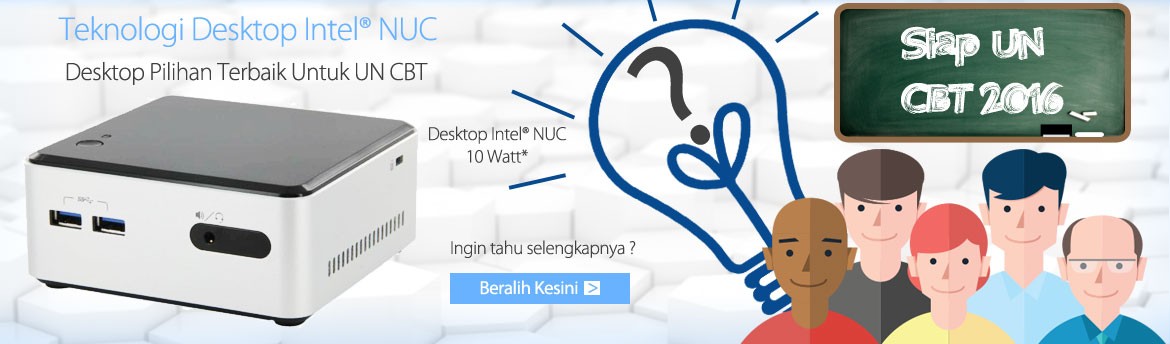 Teknologi Desktop Intel® NUC
Desktop Pilihan Terbaik Untuk UN CBT
Desktop Intel® NUC
10 Watt*
Ingin tahu selengkapnya ?
Beralih Kesini >
?
Siap UN
CBT 2016